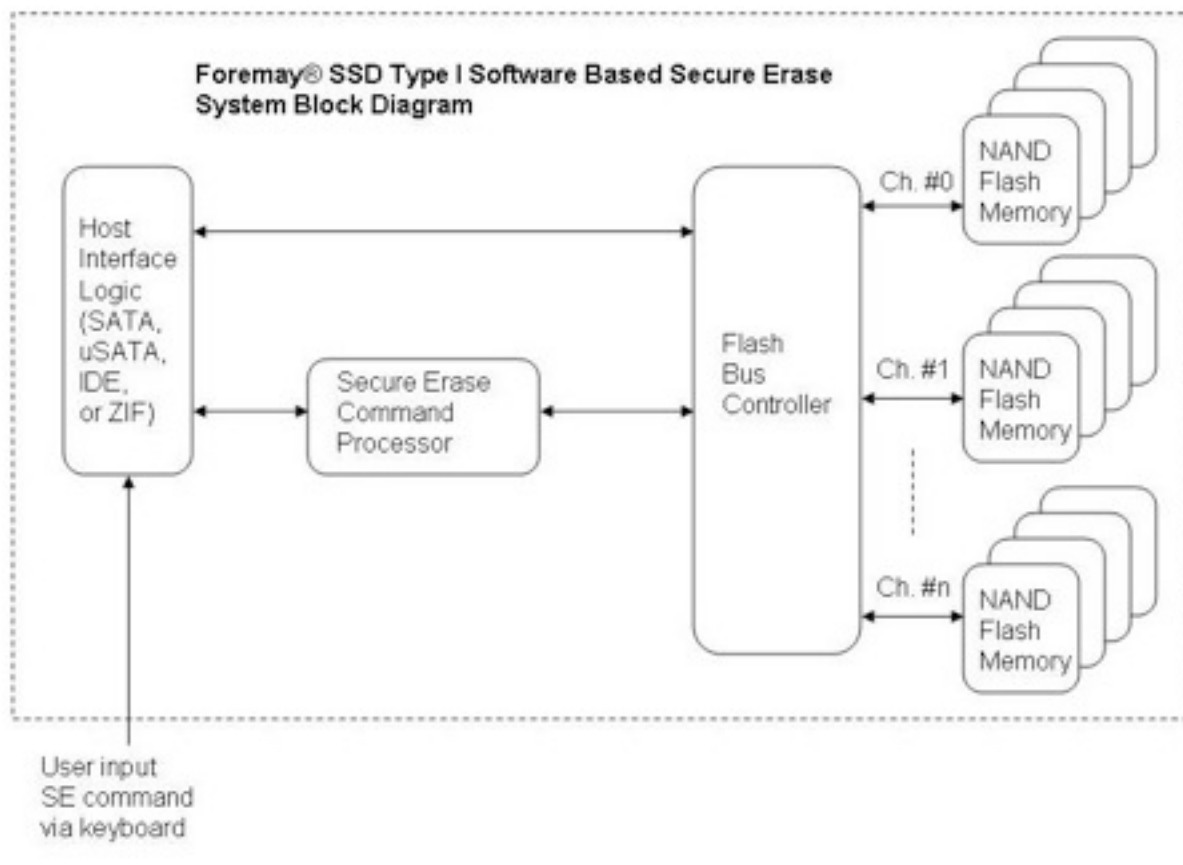 Foremay® SSD Type I Software Based Secure Erase
System Block Diagram
Host
Interface
Logic
(SATA,
uSATA,
IDE,
or ZIF)
Secure Erase
Command
Processor
Flash
Bus
Controller
Ch. #0
NAND
Flash
Memory
Ch. #1
NAND
Flash
Memory
Ch. #n
NAND
Flash
Memory
User input
SE command
via keyboard